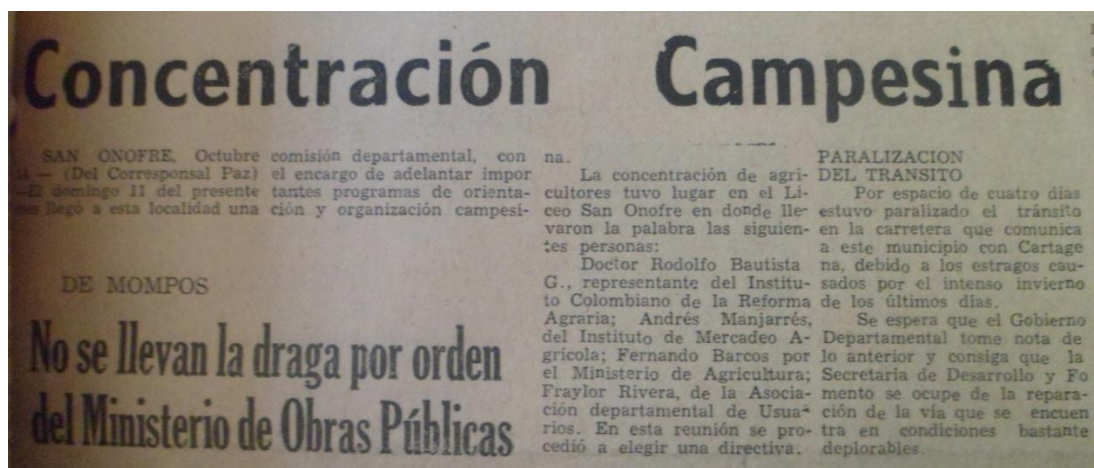 Concentración Campesina
SAN ONOFRE, Octubre
— (Del Corresponsal Paz)
—El domingo 11 del presente
mes llegó a esta localidad una
comisión departamental, con
el encargo de adelantar impor
tantes programas de orienta-
ción y organización campesi-
na.
La concentración de agri-
cultores tuvo lugar en el Li-
ceo San Onofre en donde lle-
varon la palabra las siguien-
tes personas:
Doctor Rodolfo Bautista
G., representante del Institu-
to Colombiano de la Reforma
Agraria; Andrés Manjarrés,
del Instituto de Mercadeo A-
grícola; Fernando Barcos por
el Ministerio de Agricultura;
Fraylor Rivera, de la Asocia-
ción departamental de Usua-
rios. En esta reunión se pro-
cedió a elegir una directiva.
PARALIZACION
DEL TRANSITO
Por espacio de cuatro días
estuvo paralizado el tránsito
en la carretera que comunica
a este municipio con Cartage
na, debido a los estragos cau-
sados por el intenso invierno
de los últimos días.
Se espera que el Gobierno
Departamental tome nota de
lo anterior y consiga que la
Secretaría de Desarrollo y Fo
mento se ocupe de la repara-
ción de la vía que se encuen
tra en condiciones bastante
deplorables.
DE MOMPOS
No se llevan la draga por orden
del Ministerio de Obras Públicas